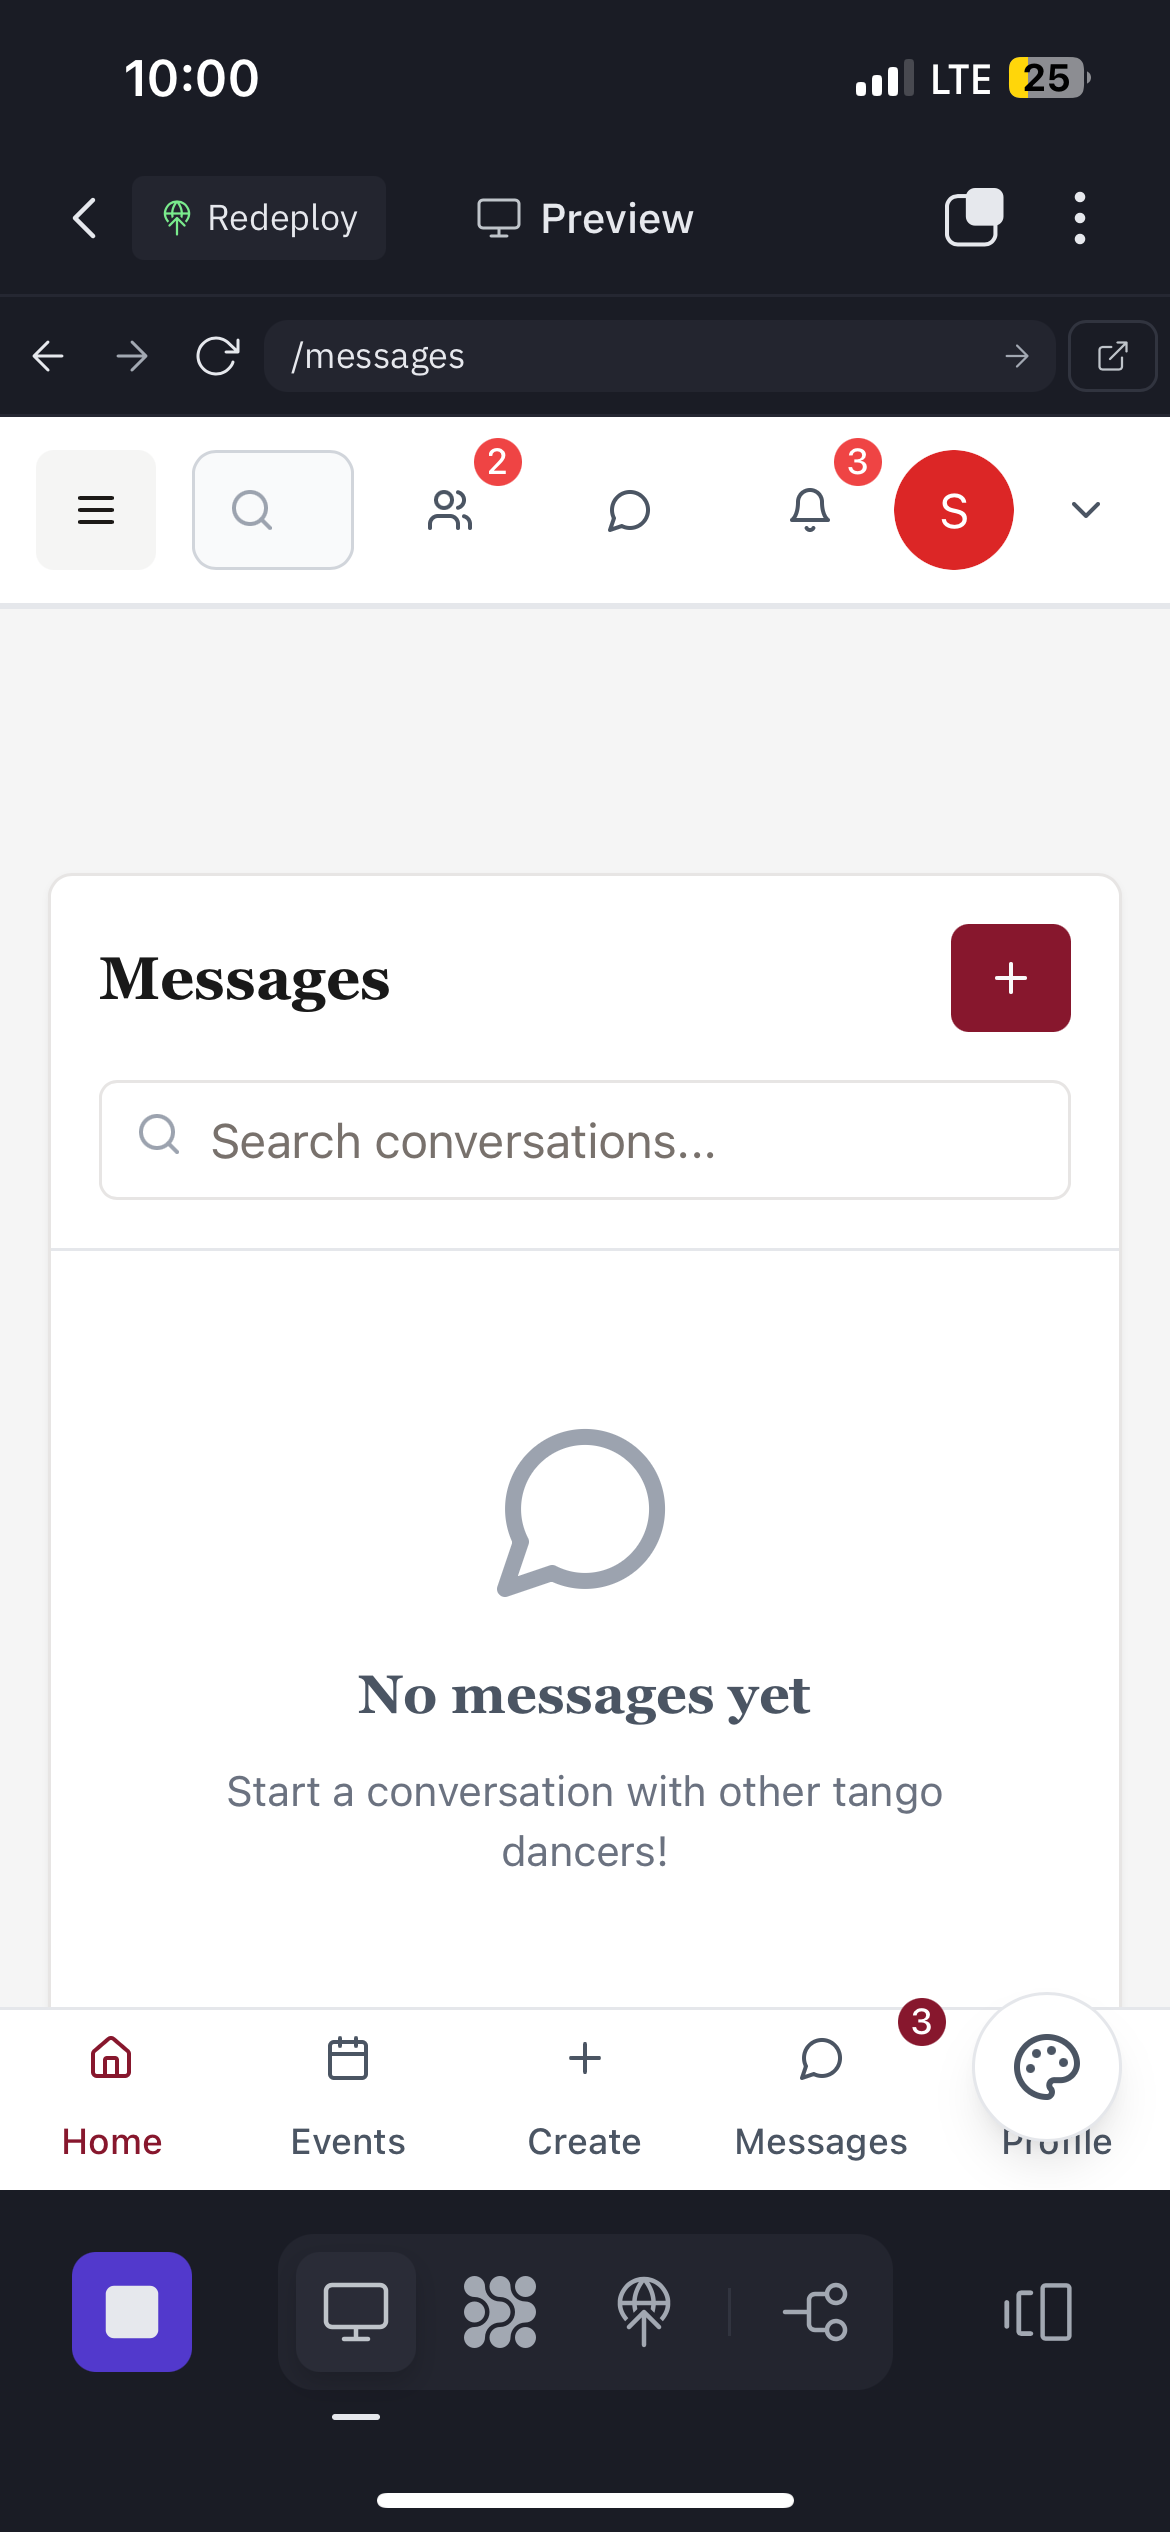 10:00
LTE 25
Redeploy
Preview
/messages
2
3
S
Messages
Search conversations...
No messages yet
Start a conversation with other tango
dancers!
3
Home
Events
Create
Messages
Profile